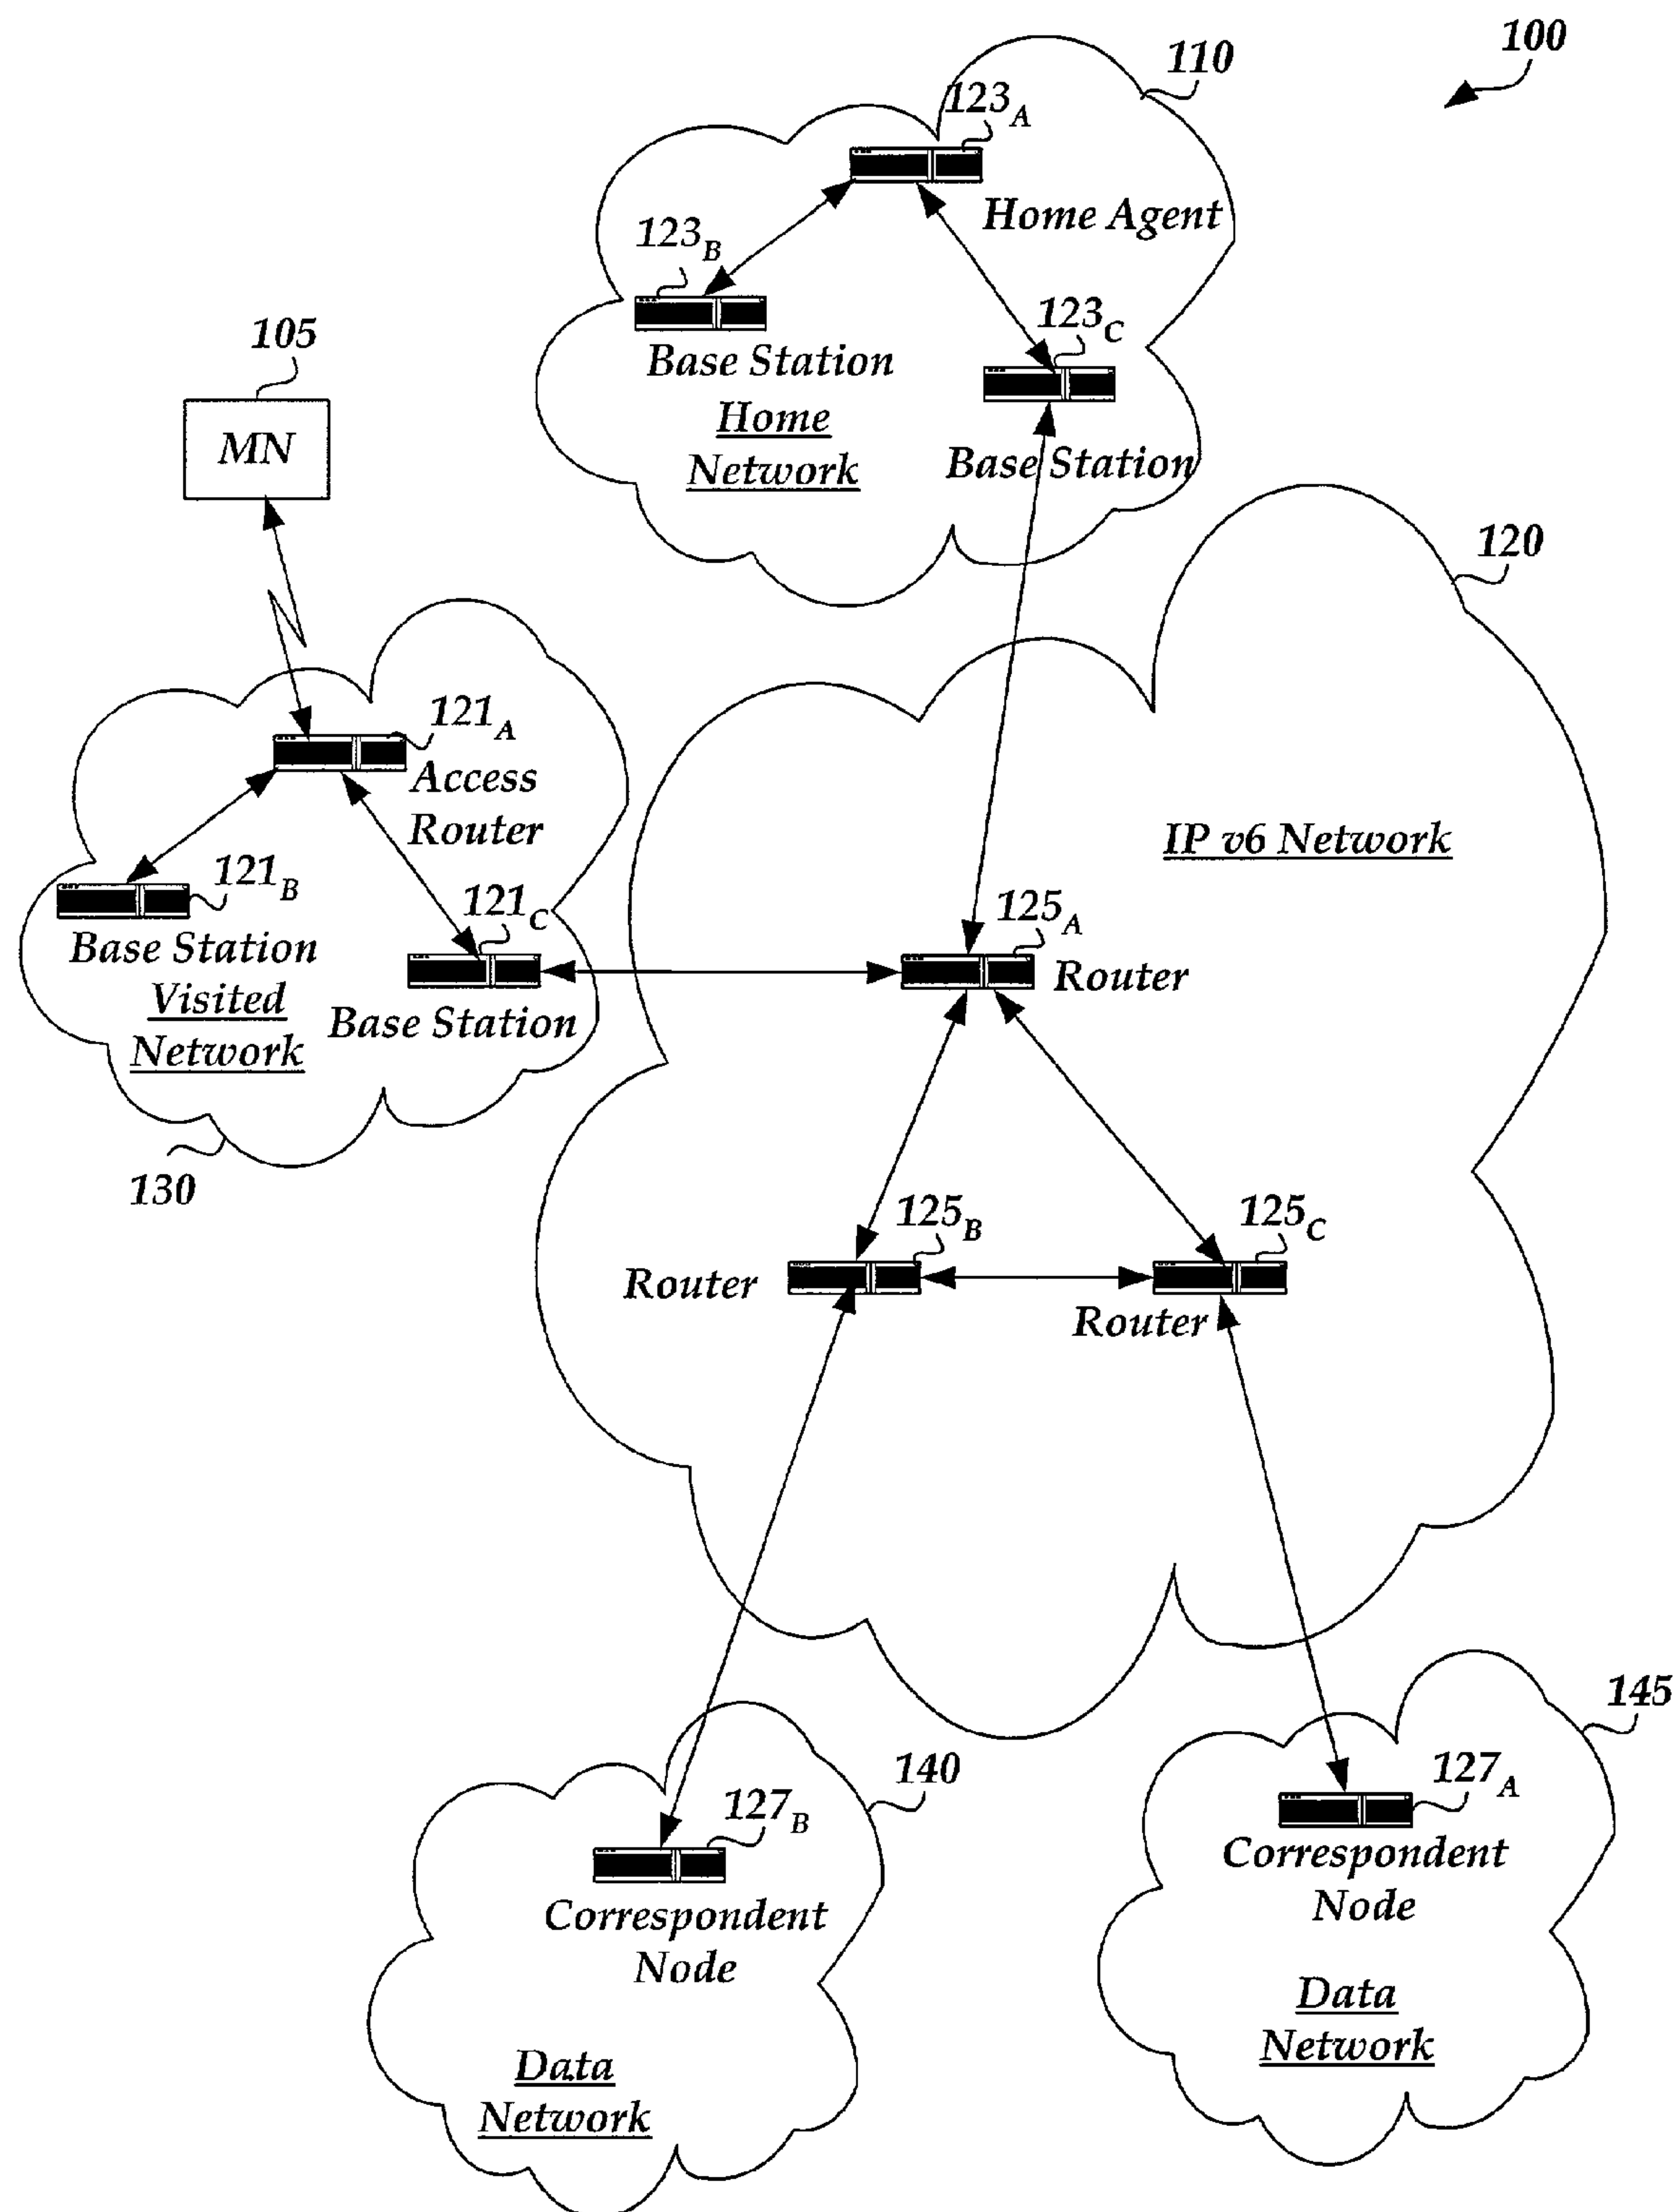 100
110
123A
Home Agent
123B
123C
Base Station
Home
Network
Base Station
105
MN
120
121A
Access
Router
121B
121C
Base Station
Visited
Network
Base Station
130
IP v6 Network
125A
Router
125B
125C
Router
Router
145
140
127B
127A
Correspondent
Node
Data
Network
Correspondent
Node
Data
Network